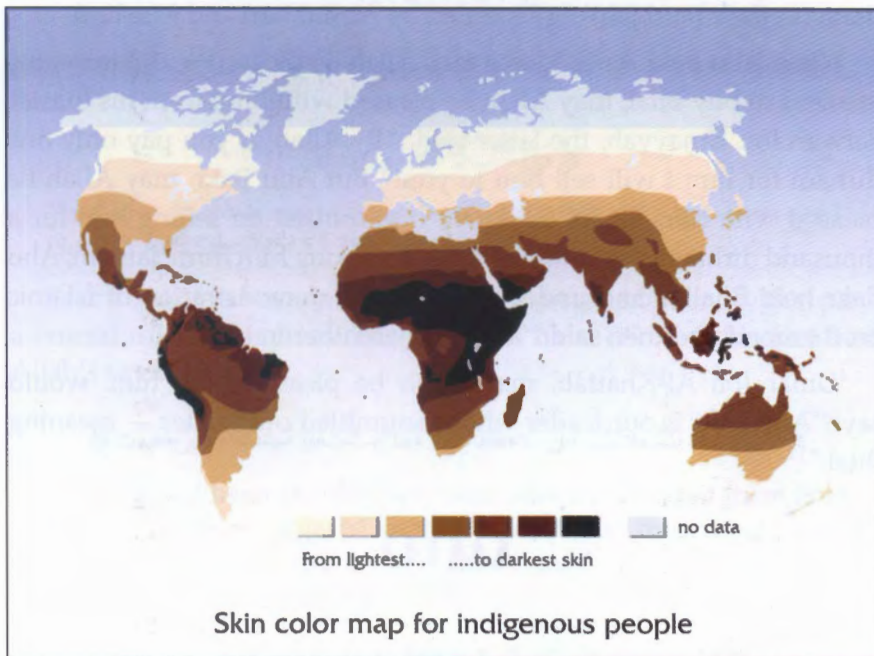 no data
From lightest.... .....to darkest skin
Skin color map for indigenous people